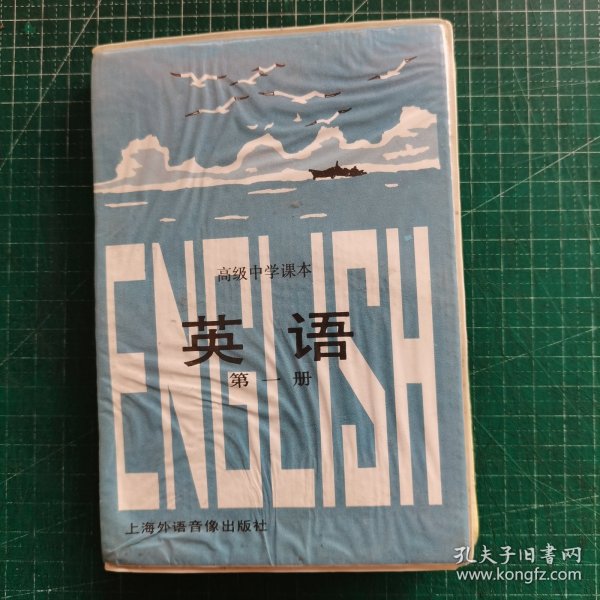 高级中学课本
ENGLISH
英语
第一册
上海外语音像出版社
孔夫子旧书网
www.kongfz.com